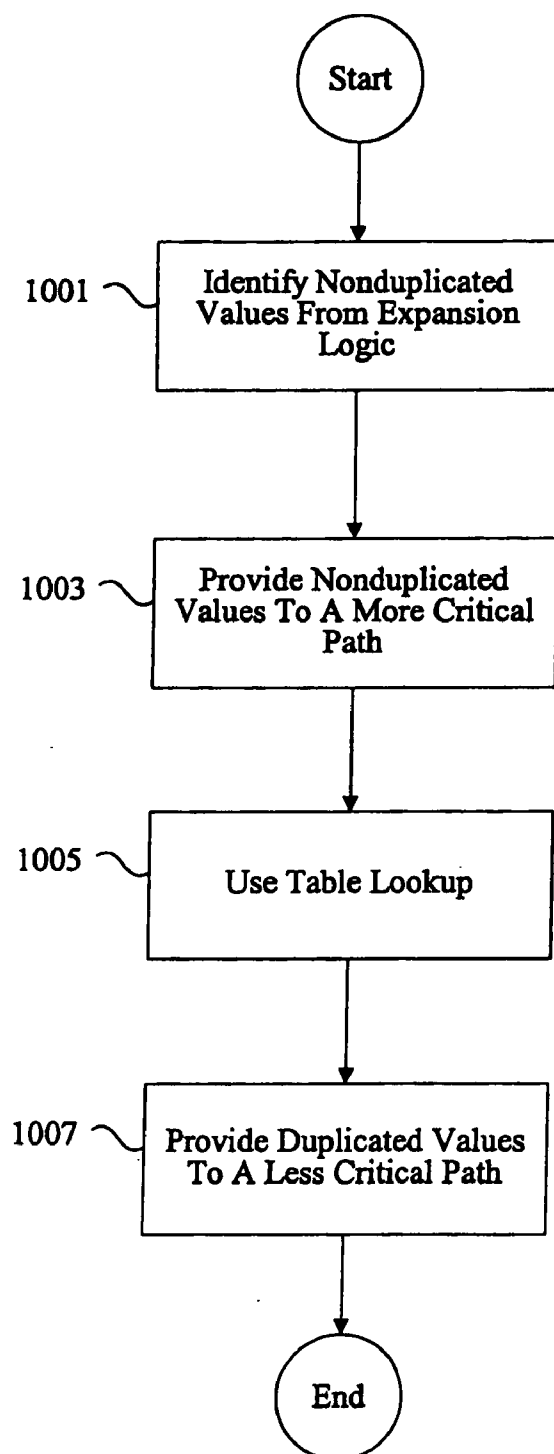 Start
1001
Identify Nonduplicated
Values From Expansion
Logic
1003
Provide Nonduplicated
Values To A More Critical
Path
1005
Use Table Lookup
1007
Provide Duplicated Values
To A Less Critical Path
End